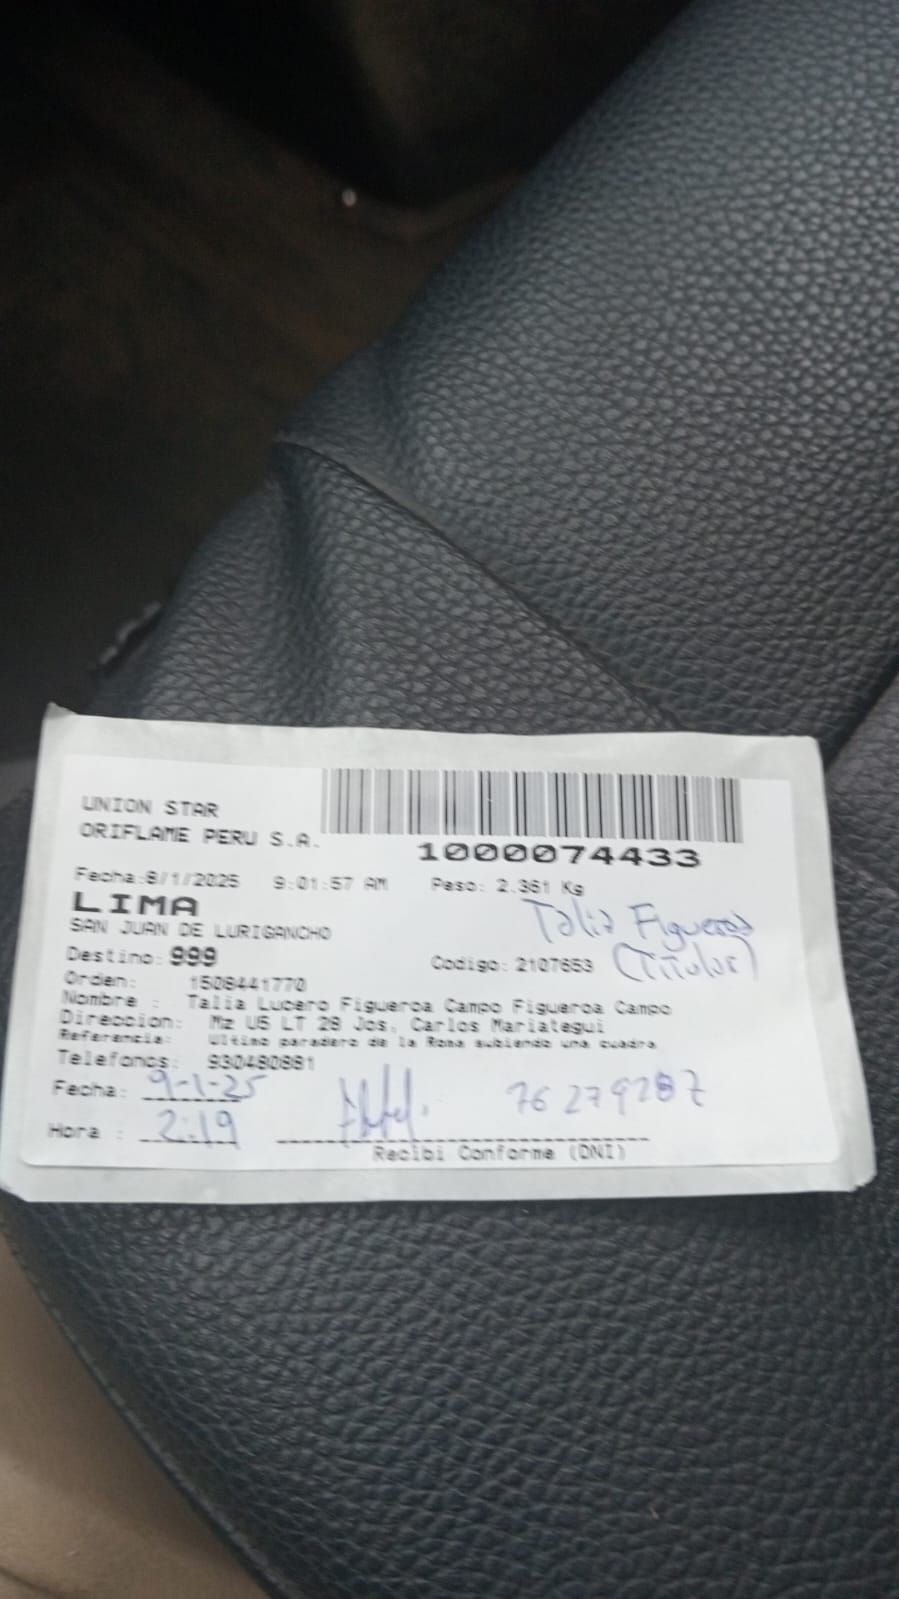 UNION STAR
ORIFLAME PERU S.A.
1000074433
Fecha:8/1/2025 9:01:57 AM Peso: 2.361 Kg
LIMA
Talia Figueroa
SAN JUAN DE LURIGANCHO
(Titular)
Destino: 999
Codigo: 2107653
Orden: 1508441770
Nombre : Talia Lucero Figueroa Campo Figueroa Campo
Direccion: Mz U5 LT 28 Jos. Carlos Mariategui
Referencia: Ultimo paradero de la Roma subiendo una cuadra
Telefonos: 930480881
Fecha: 9-1-25
76279287
Hora : 2:19
Recibi Conforme (DNI)